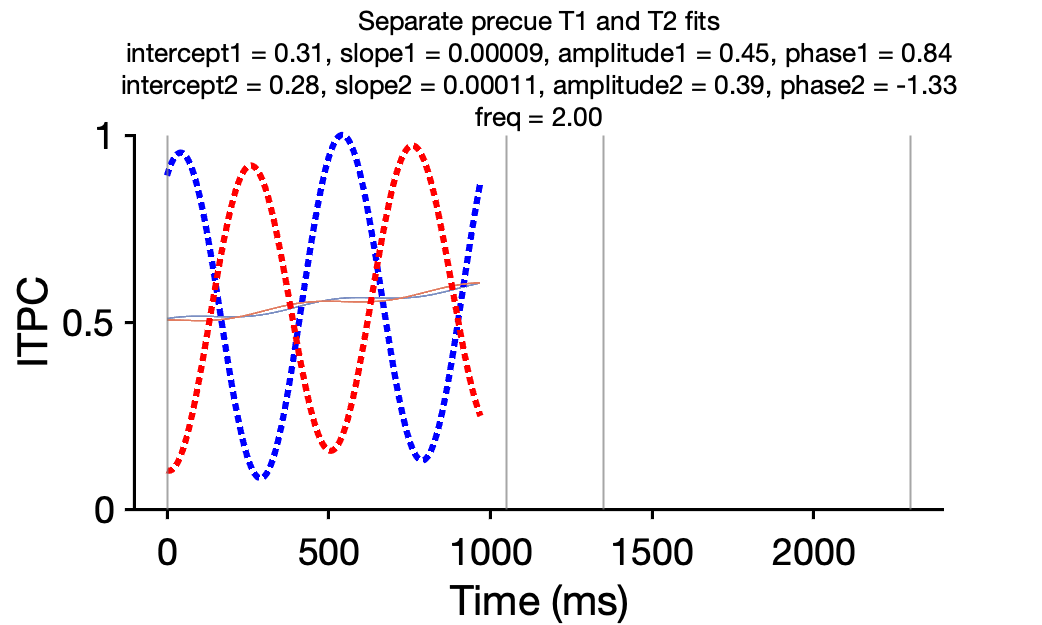 Separate precue T1 and T2 fits
intercept1 = 0.31, slope1 = 0.00009, amplitude1 = 0.45, phase1 = 0.84
intercept2 = 0.28, slope2 = 0.00011, amplitude2 = 0.39, phase2 = -1.33
freq = 2.00
1
0.5
0
ITPC
0 500 1000 1500 2000
Time (ms)